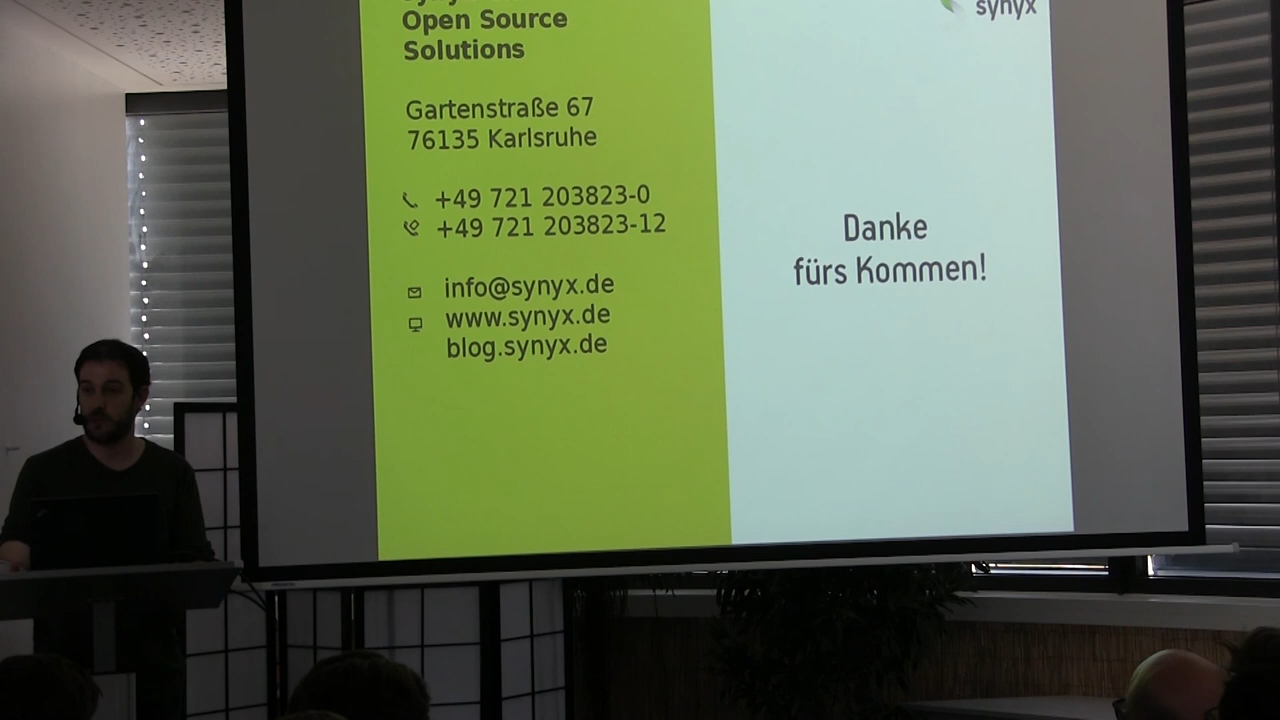 Open Source
Solutions
Gartenstraße 67
76135 Karlsruhe
+49 721 203823-0
+49 721 203823-12
info@synyx.de
www.synyx.de
blog.synyx.de
synyx
Danke
fürs Kommen!